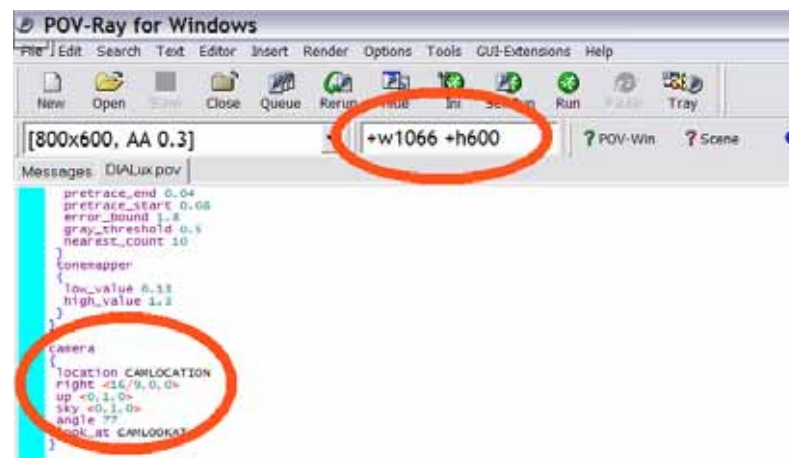 POV-Ray for Windows
File Edit Search Text Editor Insert Render Options Tools GUI-Extensions Help
New Open Save Close Queue Rerun Ini Run Tray
[800x600, AA 0.3] +w1066 +h600 ? POV-Win ? Scene
Messages DIALux.pov
pretrace_end 0.04
pretrace_start 0.08
error_bound 1.8
gray_threshold 0.5
nearest_count 10
}
tonemapper
{
low_value 0.13
high_value 1.3
}
}
camera
{
location CAMLOCATION
right <16/9,0,0>
up <0,1,0>
sky <0,1,0>
angle 77
look_at CAMLOOKAT
}